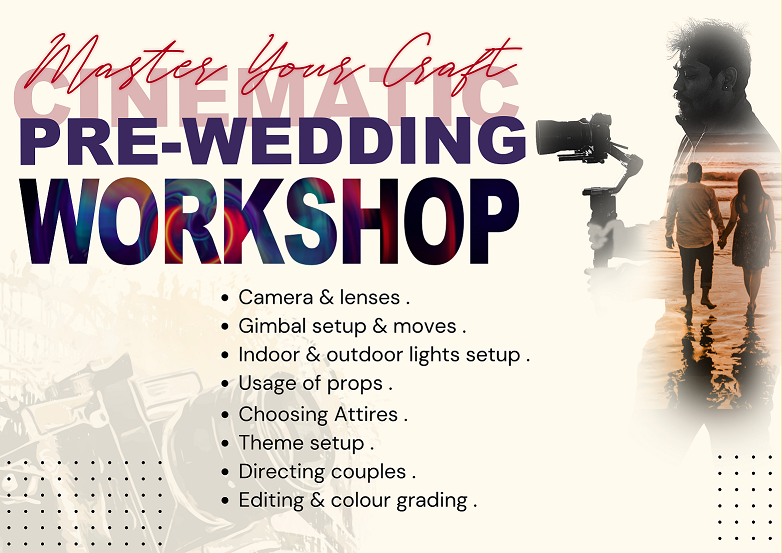 Master Your Craft
CINEMATIC
PRE-WEDDING
WORKSHOP
• Camera & lenses .
• Gimbal setup & moves .
• Indoor & outdoor lights setup .
• Usage of props .
• Choosing Attires .
• Theme setup .
• Directing couples .
• Editing & colour grading .